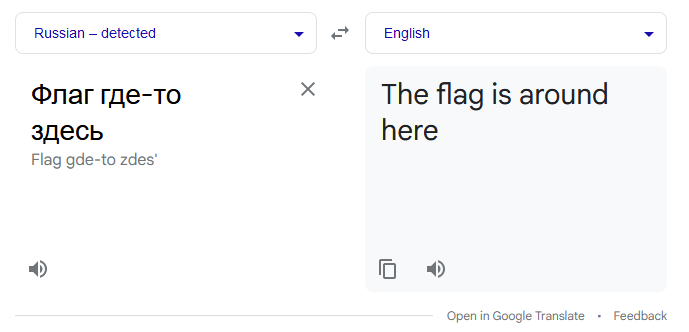 Russian – detected
English
Флаг где-то
здесь
Flag gde-to zdes'
The flag is around
here
Open in Google Translate • Feedback